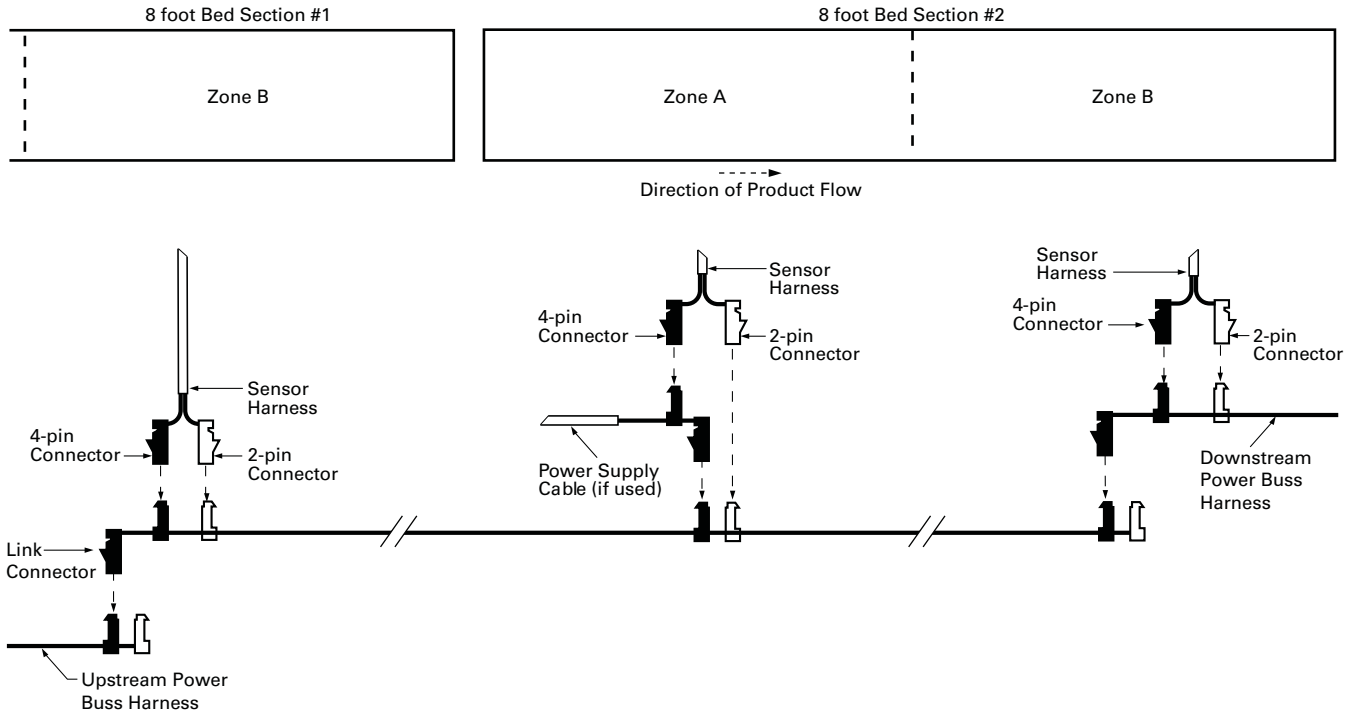 8 foot Bed Section #1
8 foot Bed Section #2
Zone B
Zone A
Zone B
Direction of Product Flow
Sensor
Harness
4-pin
Connector
2-pin
Connector
Link
Connector
Upstream Power
Buss Harness
Sensor
Harness
4-pin
Connector
2-pin
Connector
Power Supply
Cable (if used)
Sensor
Harness
4-pin
Connector
2-pin
Connector
Downstream
Power Buss
Harness